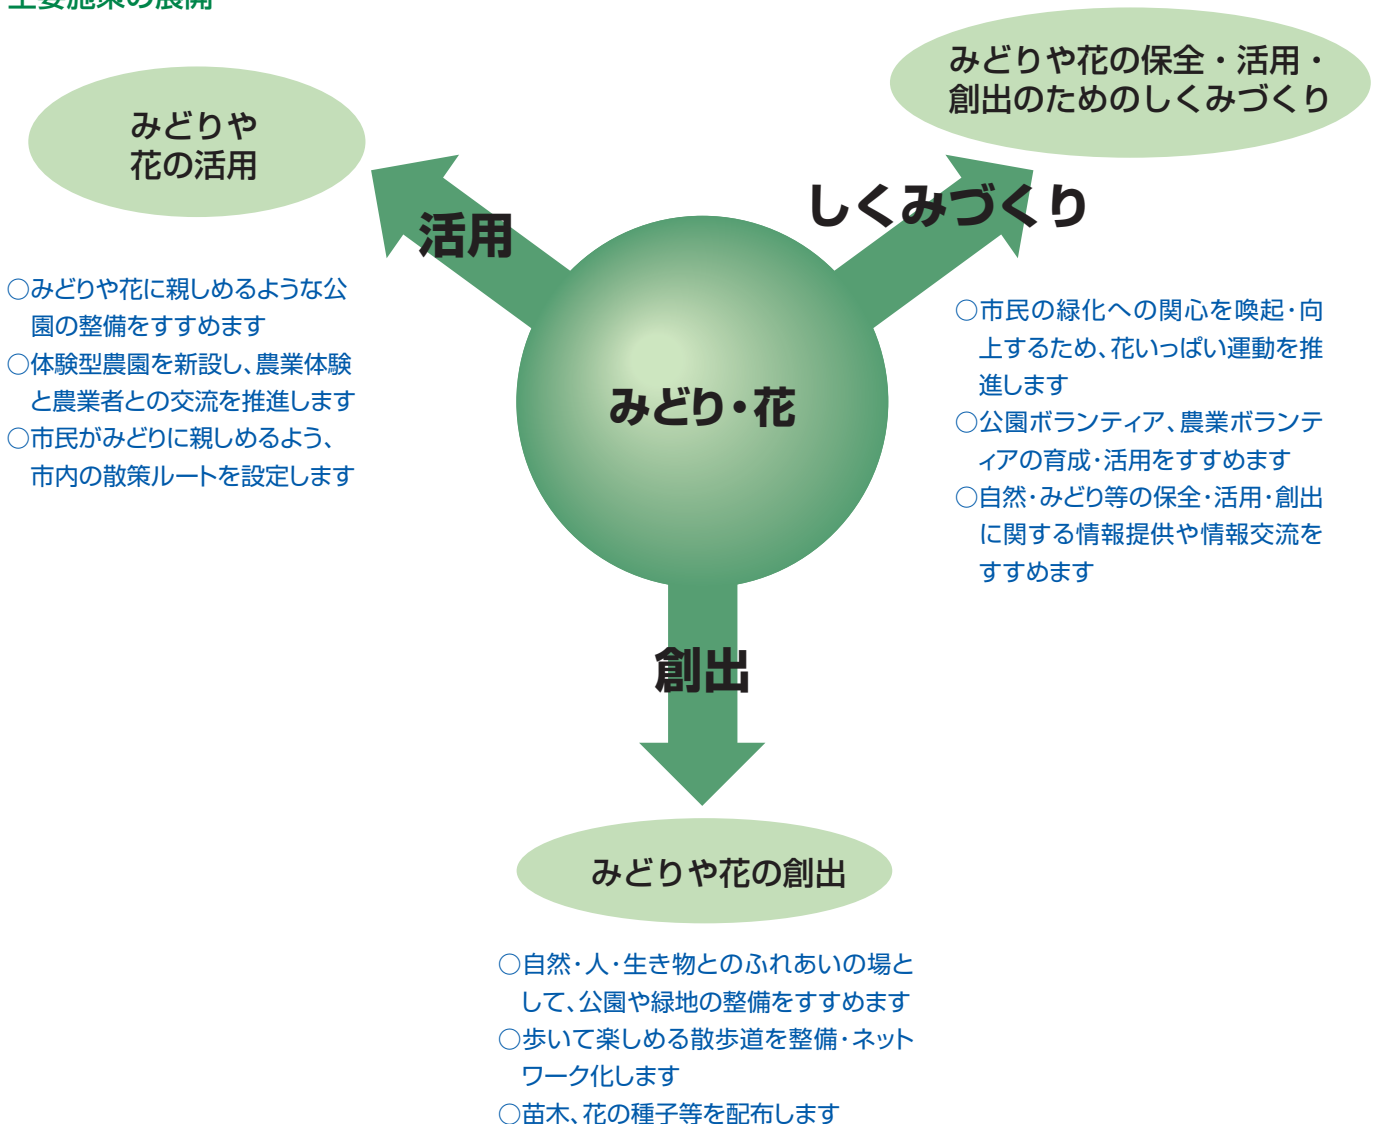 主要施策の展開
みどりや花の保全・活用・
創出のためのしくみづくり
みどりや
花の活用
しくみづくり
活用
○みどりや花に親しめるような公
園の整備をすすめます
○体験型農園を新設し、農業体験
と農業者との交流を推進します
○市民がみどりに親しめるよう、
市内の散策ルートを設定します
○市民の緑化への関心を喚起・向
上するため、花いっぱい運動を推
進します
○公園ボランティア、農業ボランテ
ィアの育成・活用をすすめます
○自然・みどり等の保全・活用・創出
に関する情報提供や情報交流を
すすめます
みどり・花
創出
みどりや花の創出
○自然・人・生き物とのふれあいの場と
して、公園や緑地の整備をすすめます
○歩いて楽しめる散歩道を整備・ネット
ワーク化します
○苗木、花の種子等を配布します